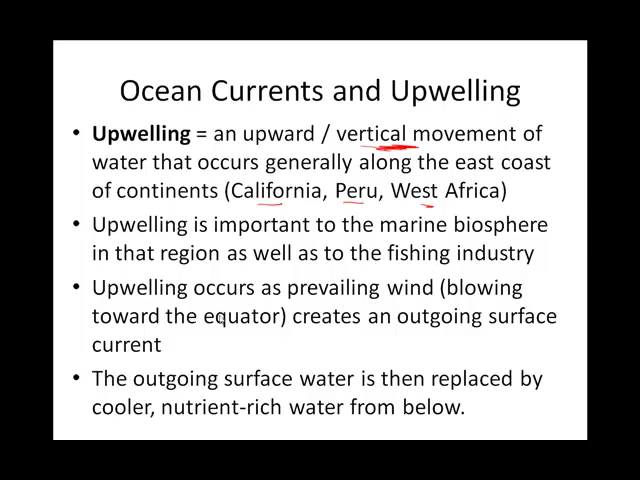 Ocean Currents and Upwelling
• Upwelling = an upward / vertical movement of
water that occurs generally along the east coast
of continents (California, Peru, West Africa)
• Upwelling is important to the marine biosphere
in that region as well as to the fishing industry
• Upwelling occurs as prevailing wind (blowing
toward the equator) creates an outgoing surface
current
• The outgoing surface water is then replaced by
cooler, nutrient-rich water from below.